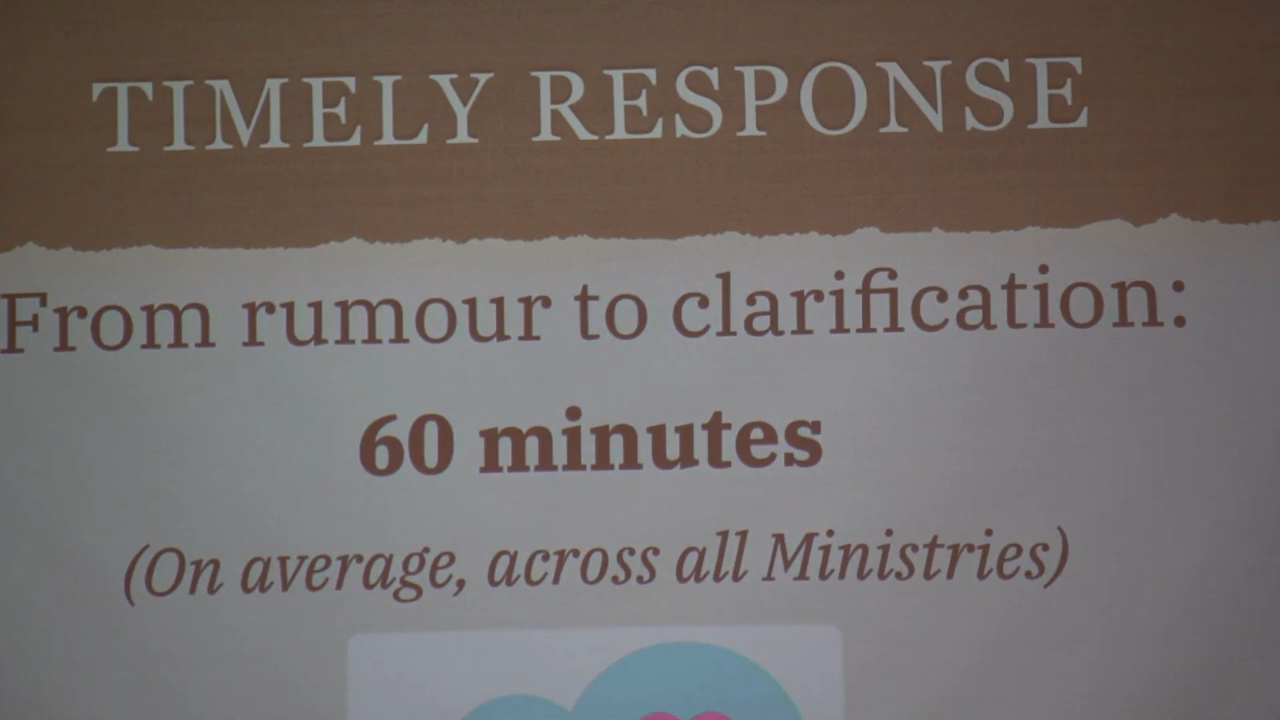 TIMELY RESPONSE
From rumour to clarification:
60 minutes
(On average, across all Ministries)